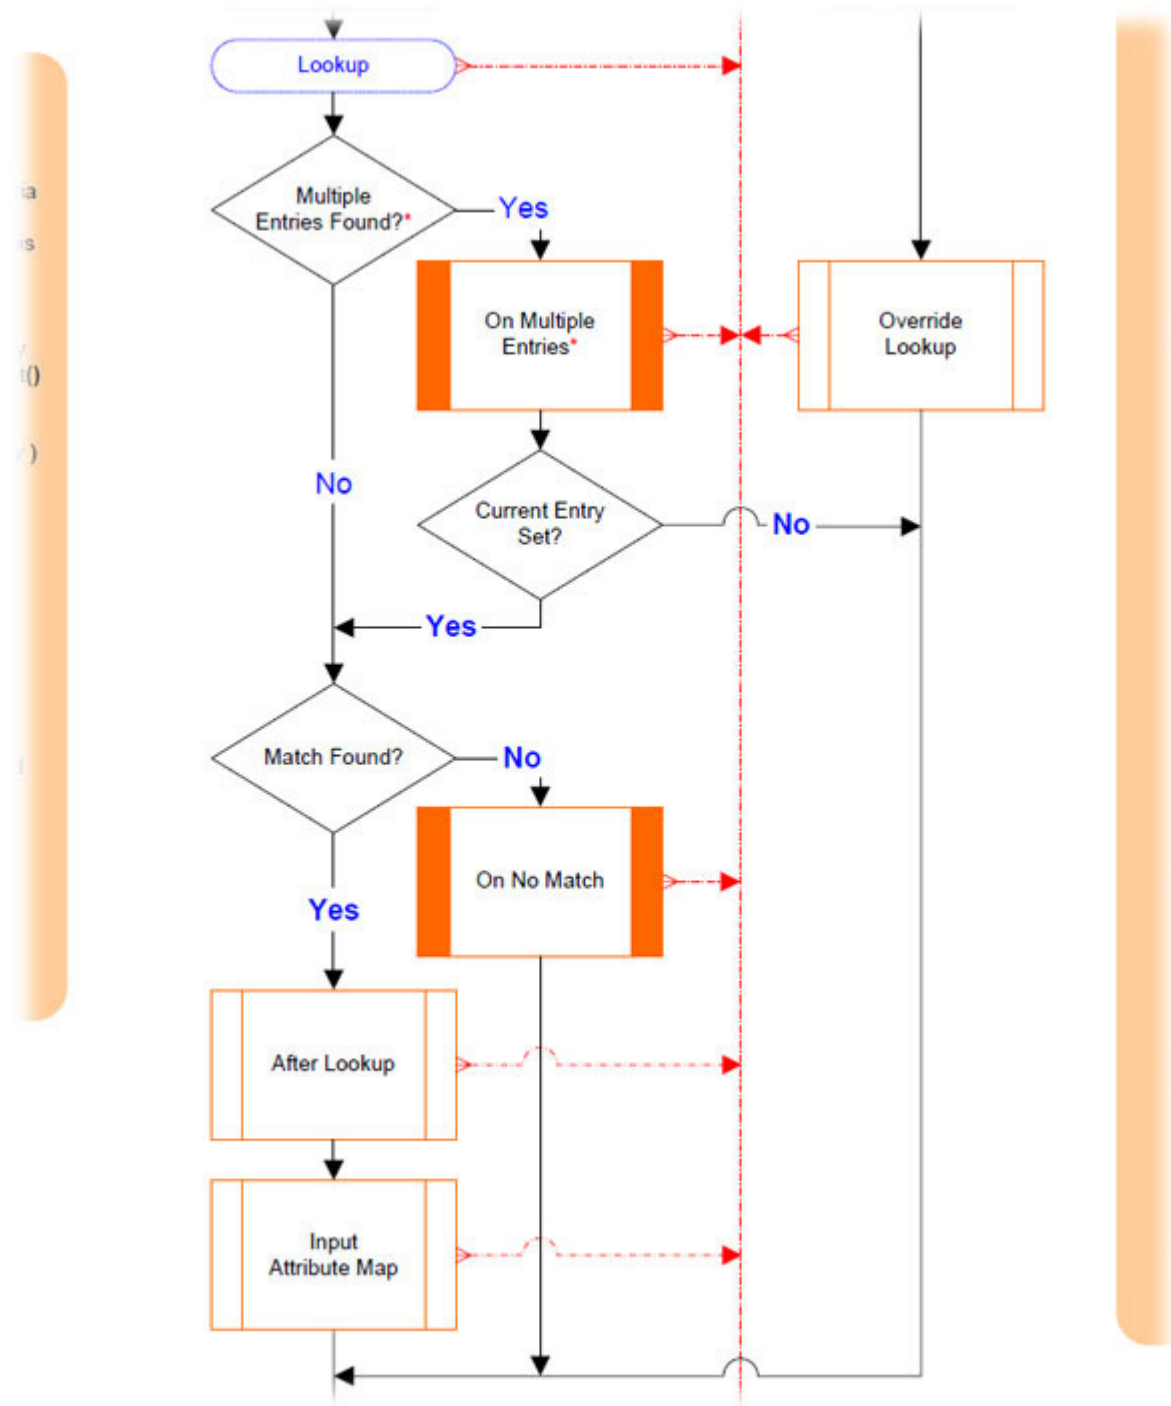 Lookup
Multiple
Entries Found?*
Yes
On Multiple
Entries*
Override
Lookup
No
Current Entry
Set?
No
Yes
Match Found?
No
On No Match
Yes
After Lookup
Input
Attribute Map